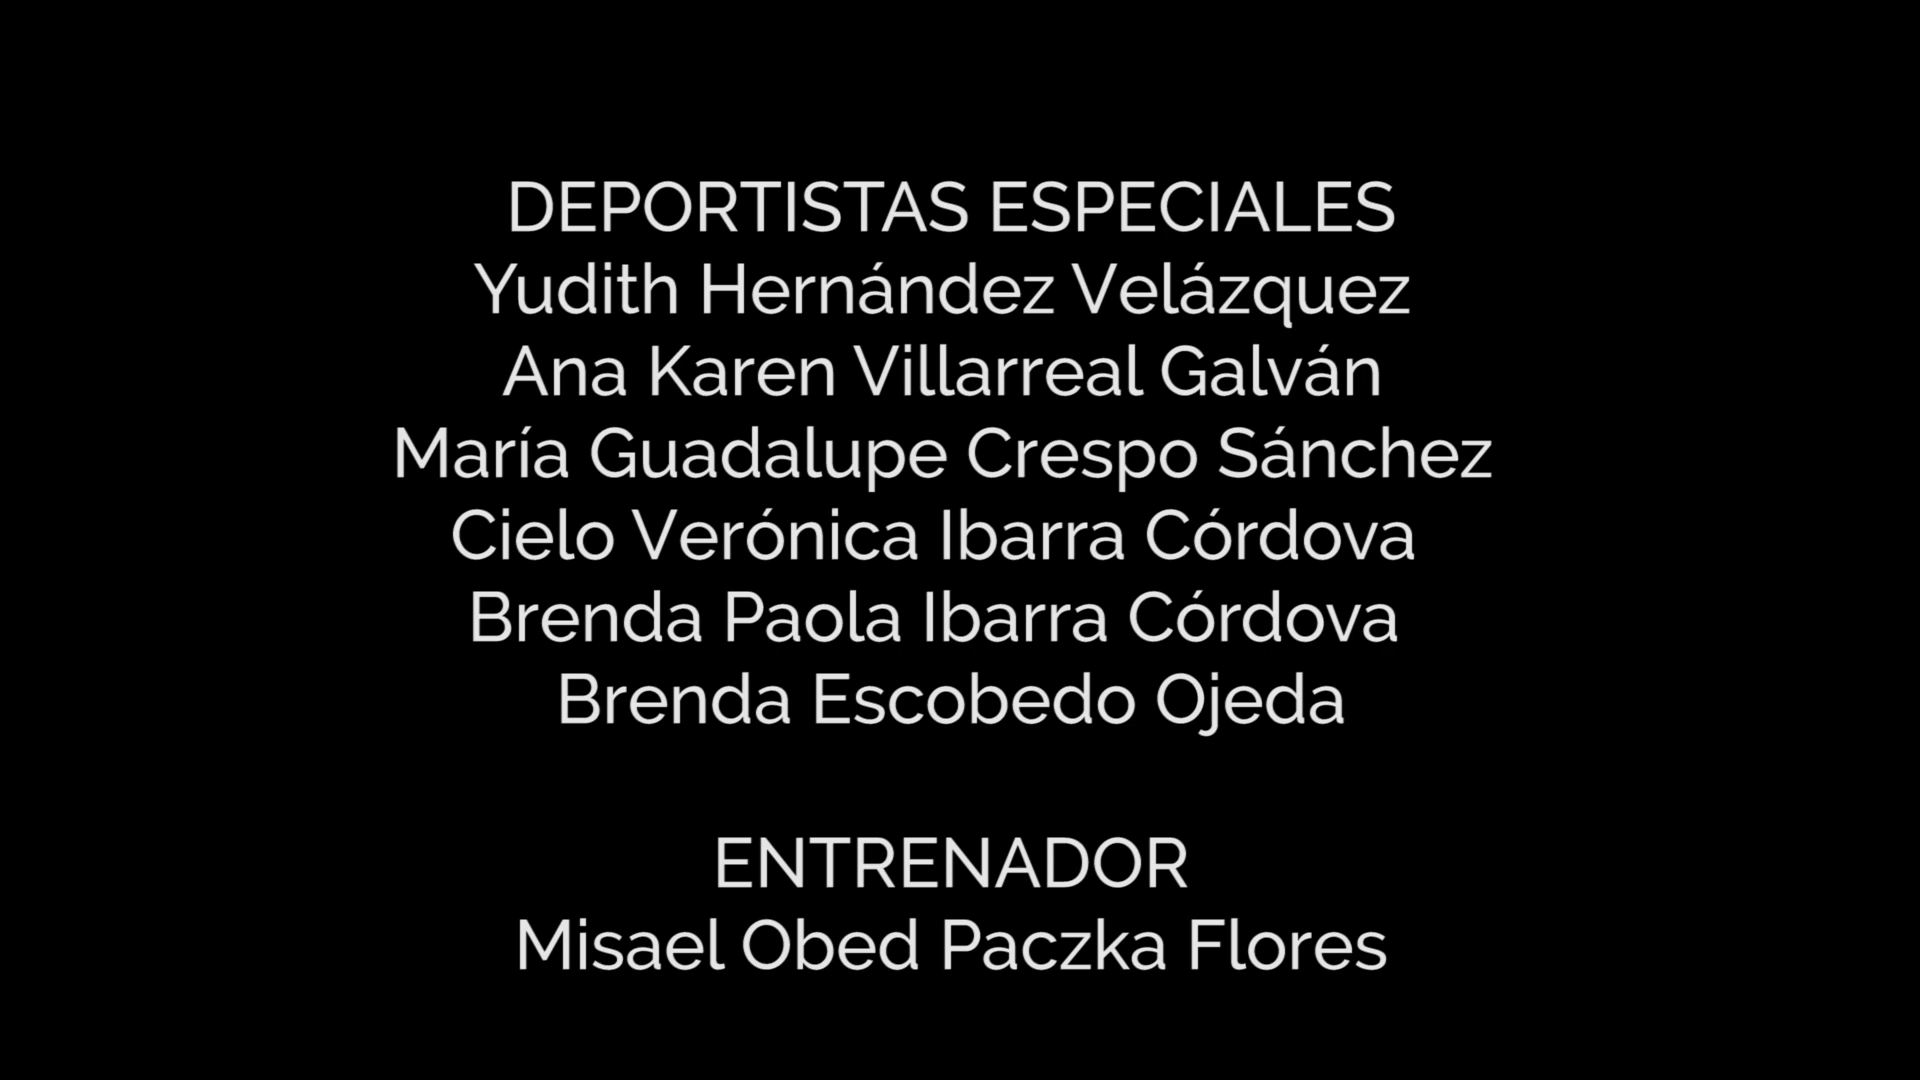 DEPORTISTAS ESPECIALES
Yudith Hernández Velázquez
Ana Karen Villarreal Galván
María Guadalupe Crespo Sánchez
Cielo Verónica Ibarra Córdova
Brenda Paola Ibarra Córdova
Brenda Escobedo Ojeda
ENTRENADOR
Misael Obed Paczka Flores